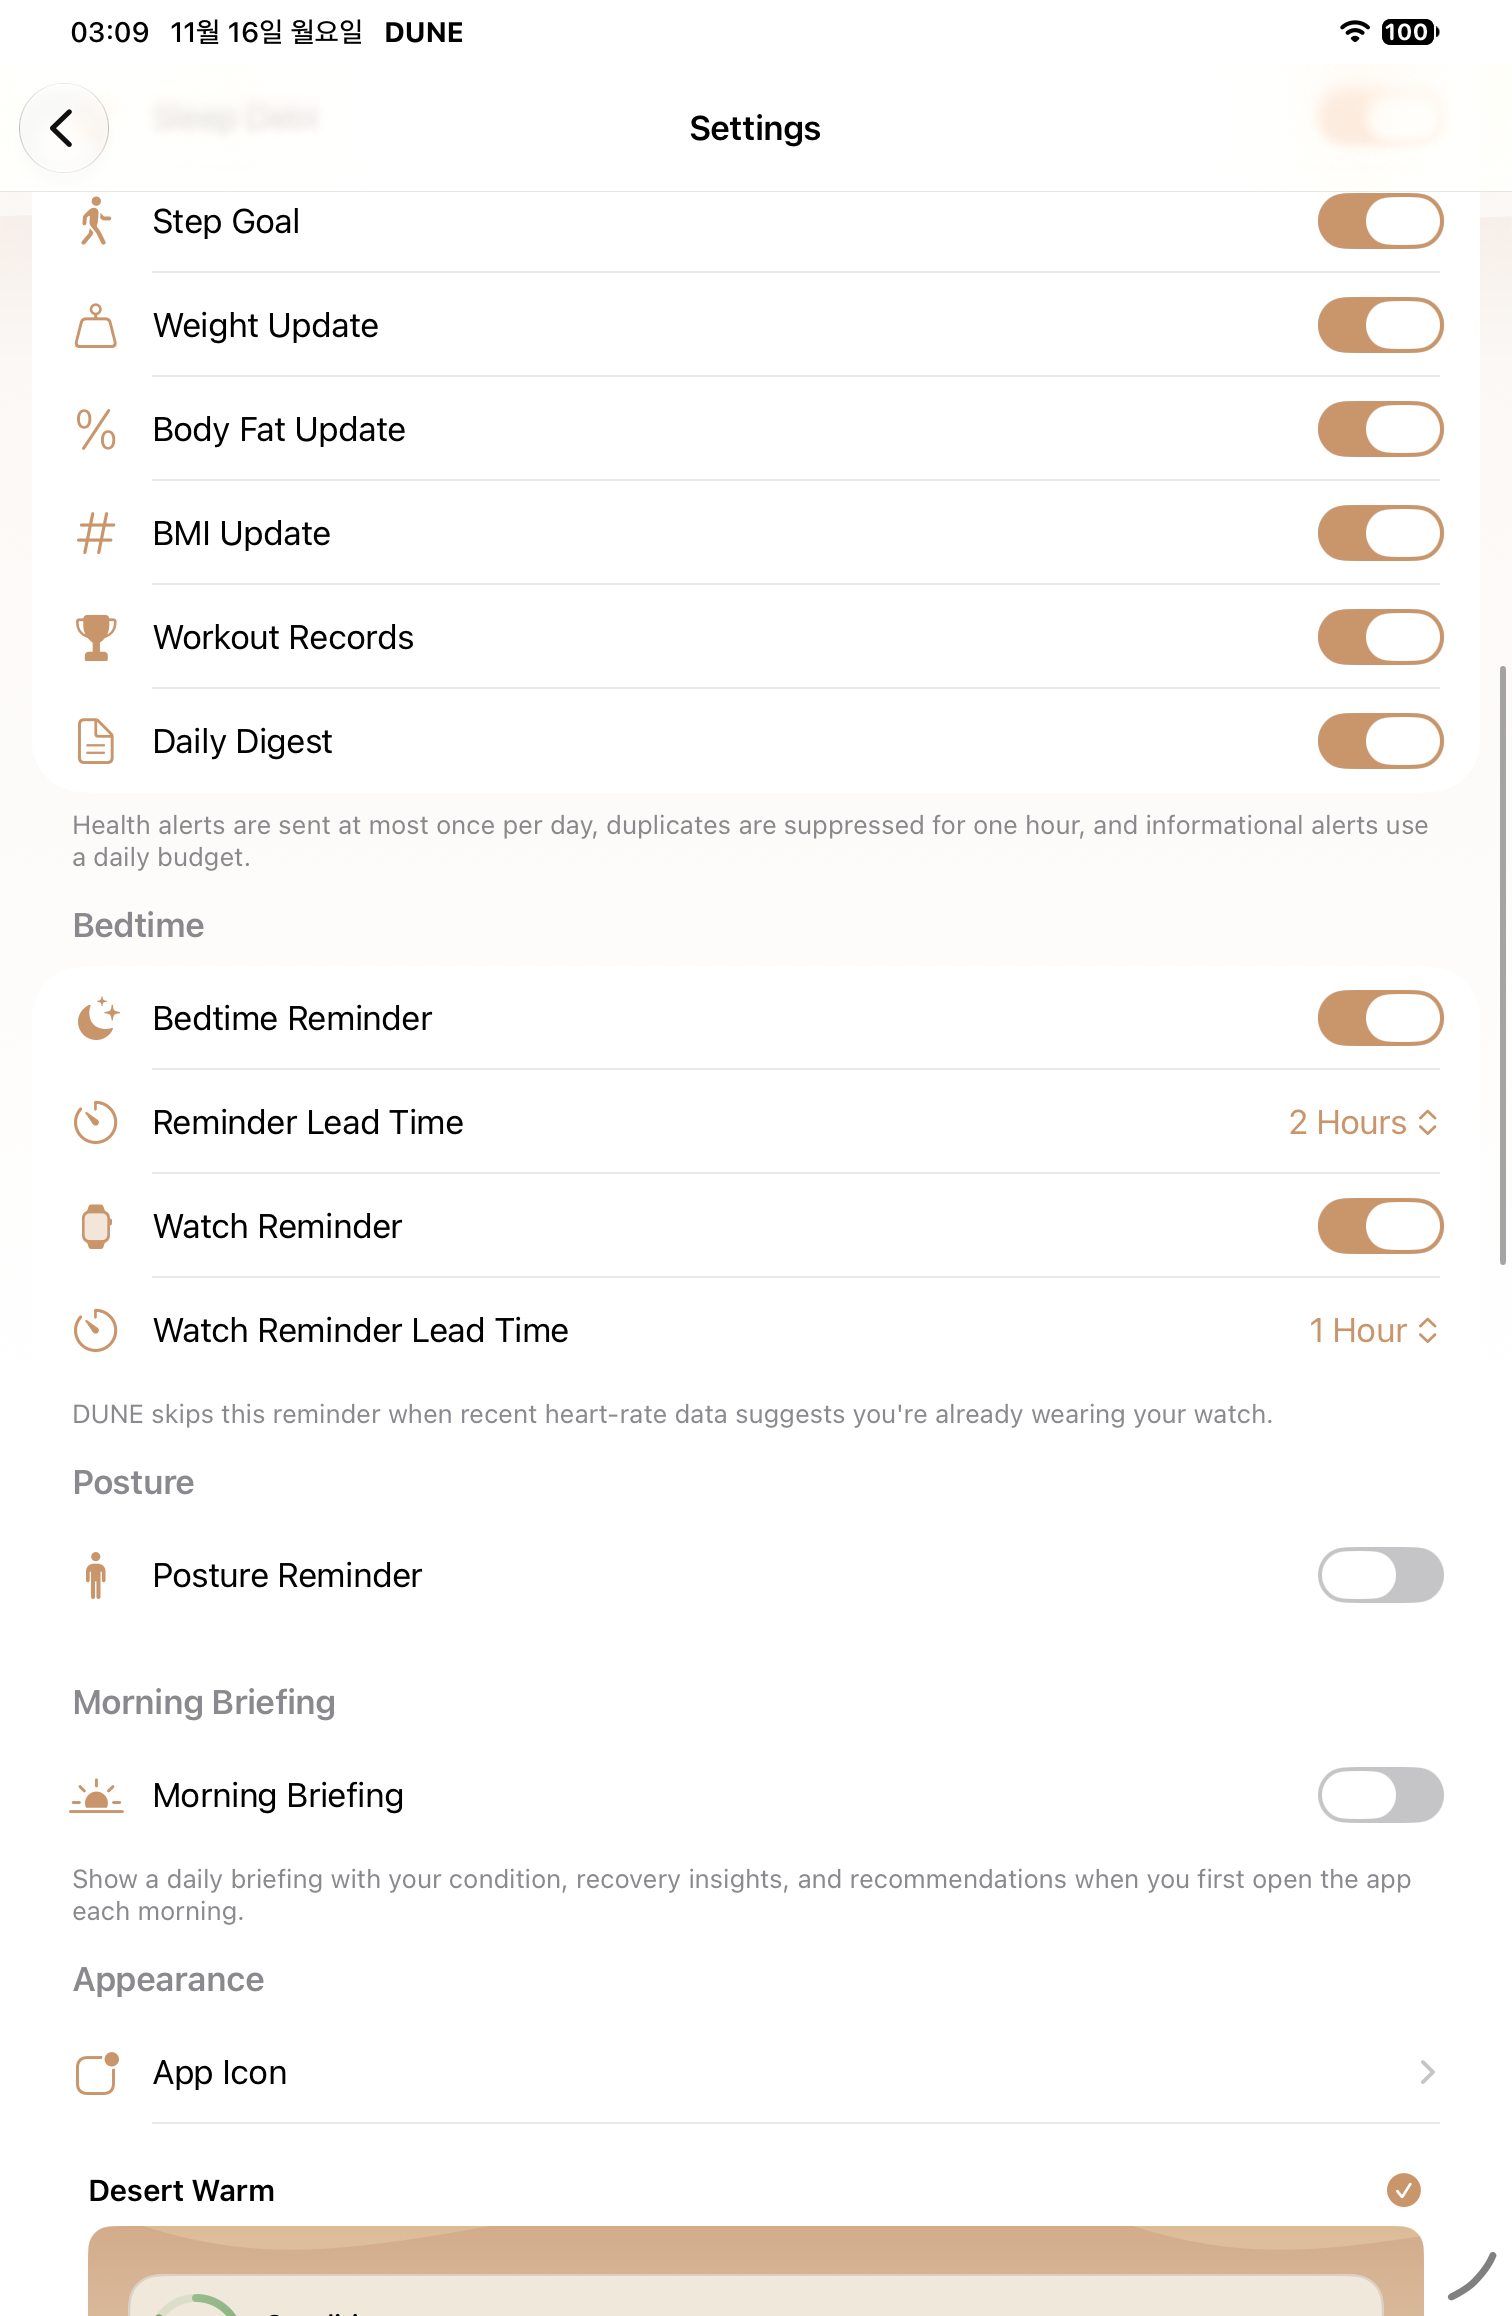 03:09 11월 16일 월요일 DUNE
100
Sleep Debt
Settings
Step Goal
Weight Update
Body Fat Update
BMI Update
Workout Records
Daily Digest
Health alerts are sent at most once per day, duplicates are suppressed for one hour, and informational alerts use
a daily budget.
Bedtime
Bedtime Reminder
Reminder Lead Time
2 Hours
Watch Reminder
Watch Reminder Lead Time
1 Hour
DUNE skips this reminder when recent heart-rate data suggests you're already wearing your watch.
Posture
Posture Reminder
Morning Briefing
Morning Briefing
Show a daily briefing with your condition, recovery insights, and recommendations when you first open the app
each morning.
Appearance
App Icon
Desert Warm